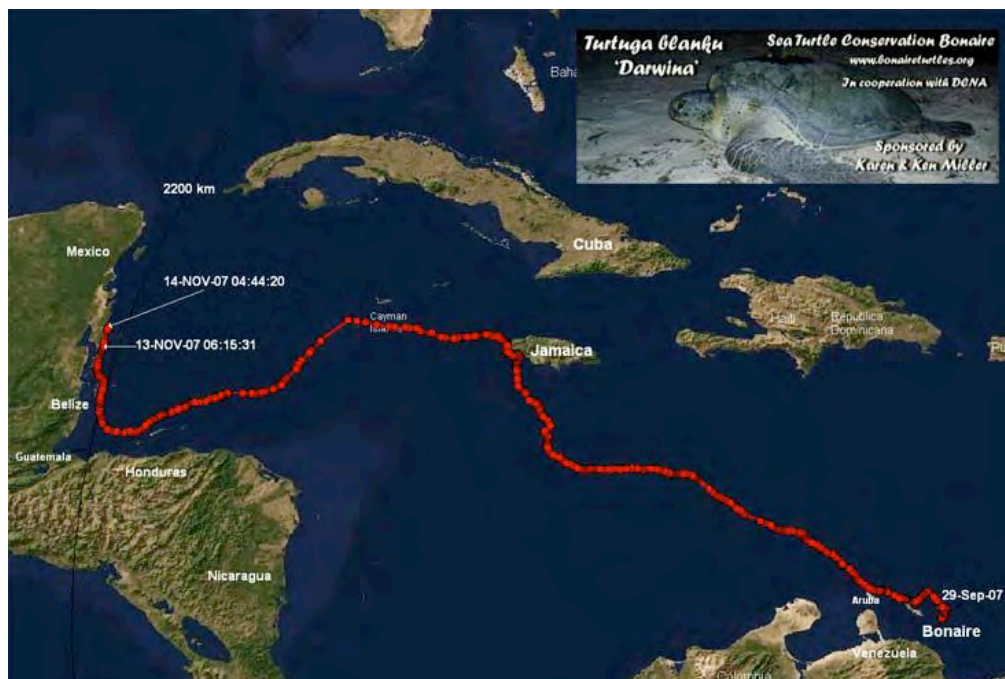 Turtuga blanku
'Darwina'
Sea Turtle Conservation Bonaire
www.bonaireturtles.org
In cooperation with DCNA
Sponsored by
Karen & Ken Miller
Baha
2200 km
Mexico
Cuba
14-NOV-07 04:44:20
Cayman
Haiti
Republica
Dominicana
13-NOV-07 06:15:31
Jamaica
Belize
Guatemala
Honduras
Nicaragua
Aruba
29-Sep-07
Bonaire
Venezuela
Colombia